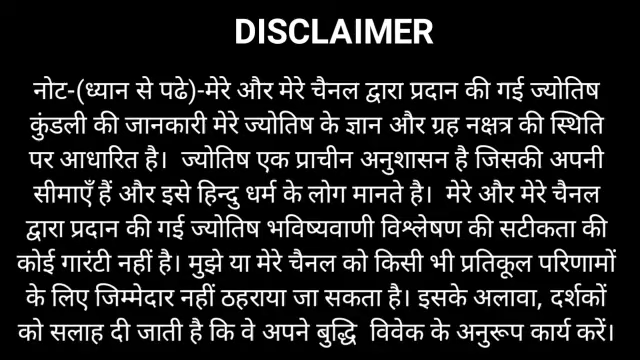 DISCLAIMER
नोट-(ध्यान से पढे)-मेरे और मेरे चैनल द्वारा प्रदान की गई ज्योतिष
कुंडली की जानकारी मेरे ज्योतिष के ज्ञान और ग्रह नक्षत्र की स्थिति
पर आधारित है।  ज्योतिष एक प्राचीन अनुशासन है जिसकी अपनी
सीमाएँ हैं और इसे हिन्दु धर्म के लोग मानते है।  मेरे और मेरे चैनल
द्वारा प्रदान की गई ज्योतिष भविष्यवाणी विश्लेषण की सटीकता की
कोई गारंटी नहीं है। मुझे या मेरे चैनल को किसी भी प्रतिकूल परिणामों
के लिए जिम्मेदार नहीं ठहराया जा सकता है। इसके अलावा, दर्शकों
को सलाह दी जाती है कि वे अपने बुद्धि  विवेक के अनुरूप कार्य करें।